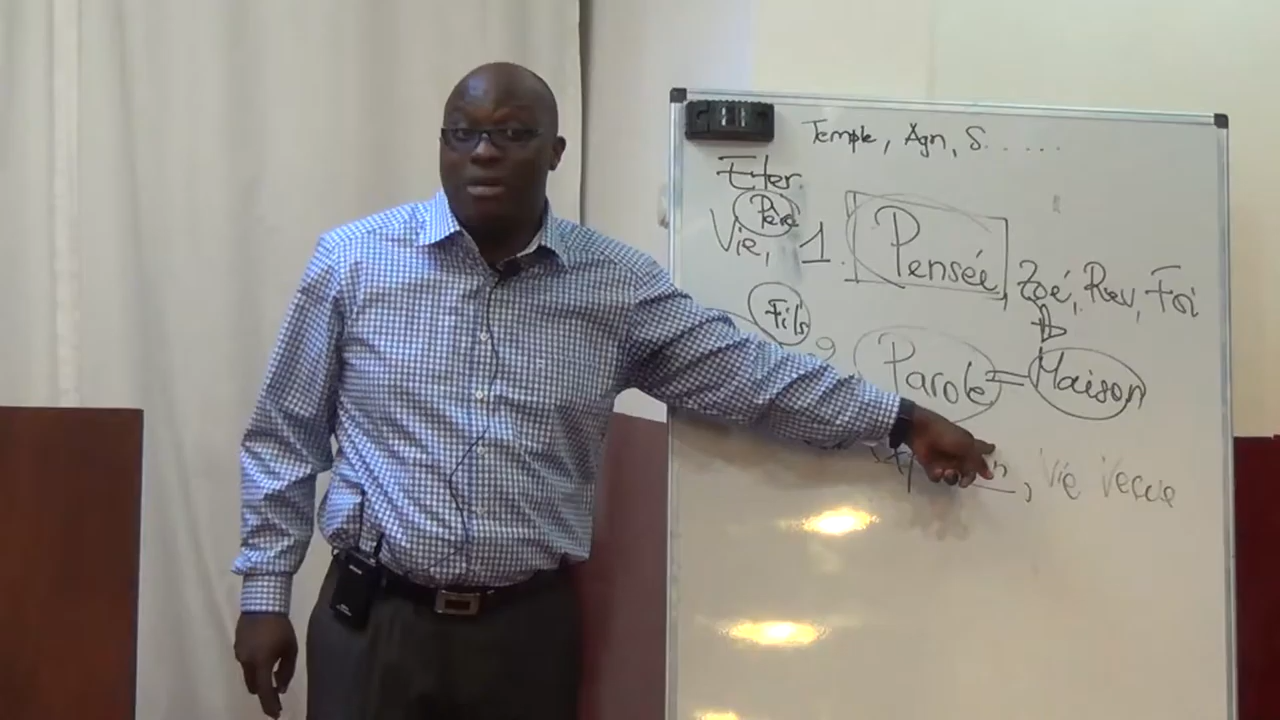 Temple, Agn, S......
Eter.
Père
Vie, 1. Pensée, Zoé, Rev, Foi
Fils
2 Parole = Maison
, Vie Vécue